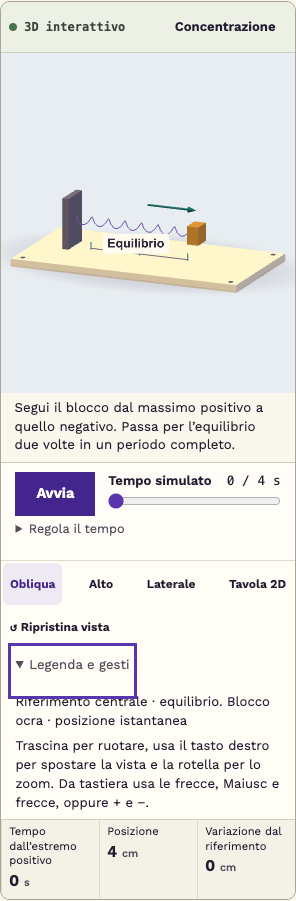 3D interattivo
Concentrazione
Equilibrio
Segui il blocco dal massimo positivo a
quello negativo. Passa per l’equilibrio
due volte in un periodo completo.
Avvia
Tempo simulato 0 / 4 s
▶ Regola il tempo
Obliqua Alto Laterale Tavola 2D
↺ Ripristina vista
▼ Legenda e gesti
Riferimento centrale · equilibrio. Blocco
ocra · posizione istantanea
Trascina per ruotare, usa il tasto destro
per spostare la vista e la rotella per lo
zoom. Da tastiera usa le frecce, Maiusc e
frecce, oppure + e −.
Tempo
dall’estremo
positivo
0 s
Posizione
4 cm
Variazione dal
riferimento
0 cm